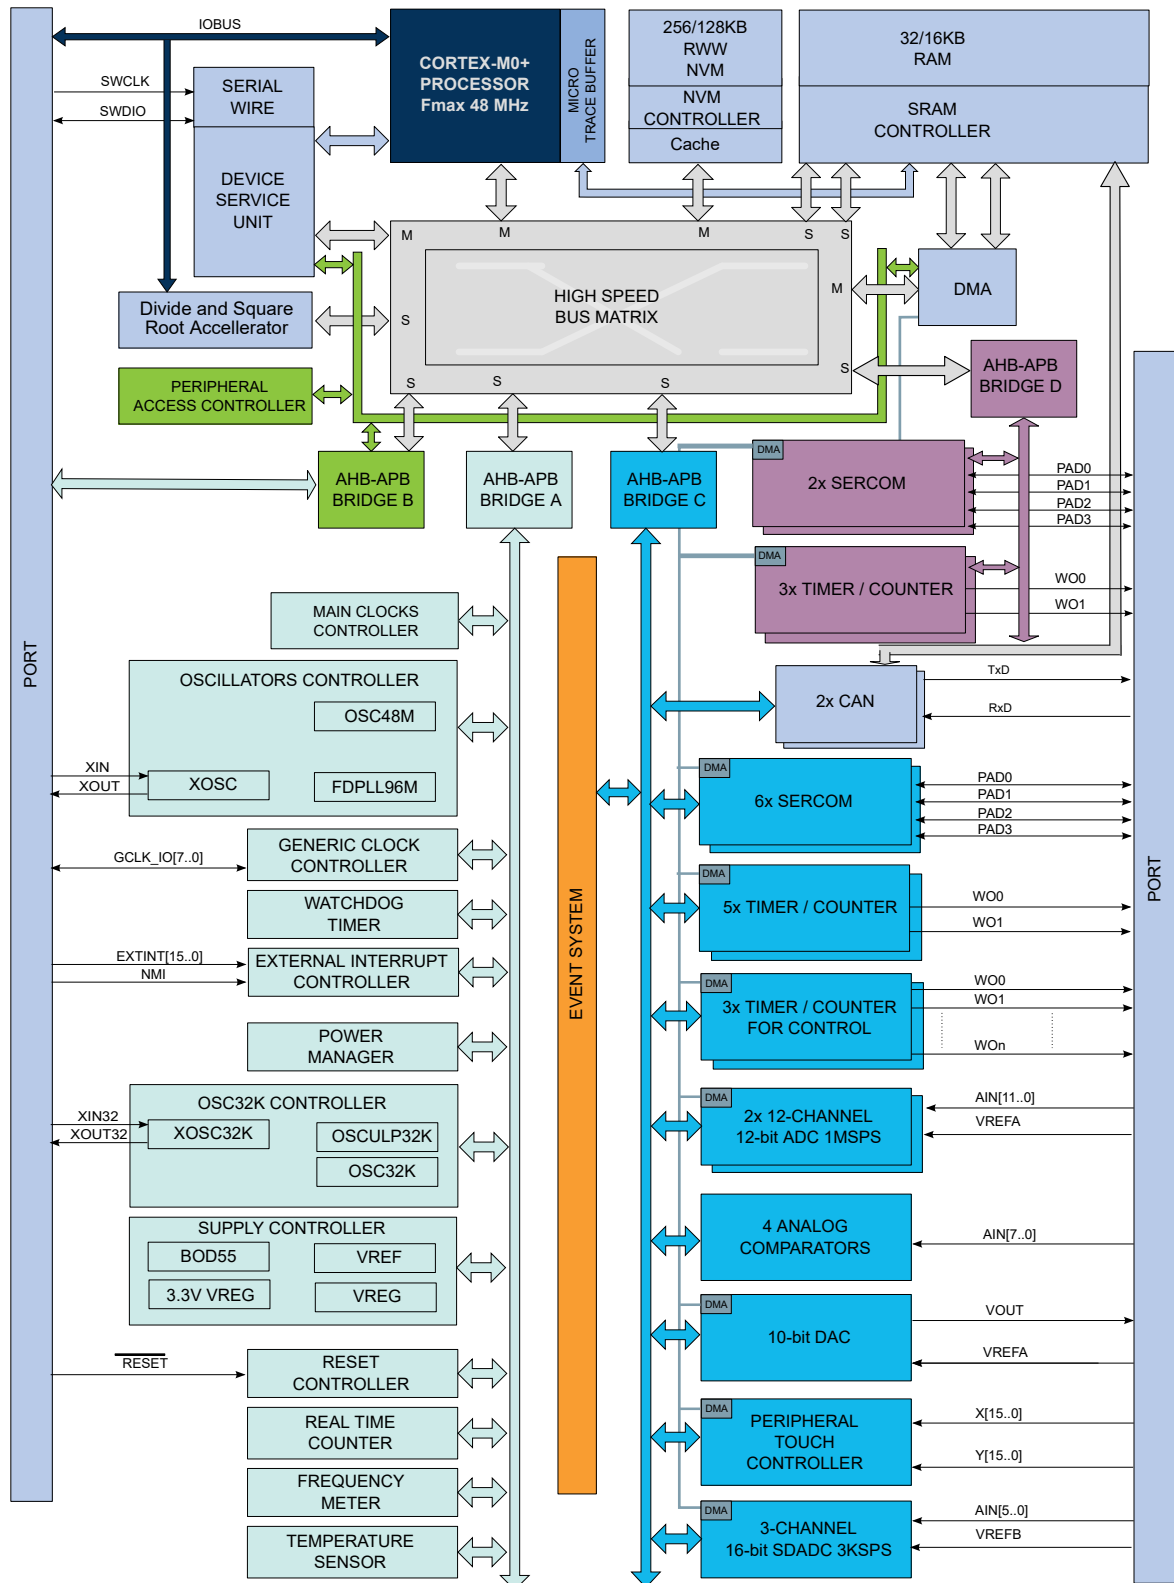 IOBUS
SWCLK
SWDIO
SERIAL
WIRE
DEVICE
SERVICE
UNIT
CORTEX-M0+
PROCESSOR
Fmax 48 MHz
MICRO
TRACE BUFFER
256/128KB
RWW
NVM
NVM
CONTROLLER
Cache
32/16KB
RAM
SRAM
CONTROLLER
M
M
M
S
S
Divide and Square
Root Accellerator
S
HIGH SPEED
BUS MATRIX
M
DMA
S
S
S
S
PERIPHERAL
ACCESS CONTROLLER
AHB-APB
BRIDGE D
AHB-APB
BRIDGE B
AHB-APB
BRIDGE A
AHB-APB
BRIDGE C
DMA
2x SERCOM
PAD0
PAD1
PAD2
PAD3
DMA
3x TIMER / COUNTER
WO0
WO1
PORT
MAIN CLOCKS
CONTROLLER
OSCILLATORS CONTROLLER
OSC48M
XIN
XOUT
XOSC
FDPLL96M
GCLK_IO[7..0]
GENERIC CLOCK
CONTROLLER
WATCHDOG
TIMER
EXTINT[15..0]
NMI
EXTERNAL INTERRUPT
CONTROLLER
POWER
MANAGER
OSC32K CONTROLLER
XIN32
XOUT32
XOSC32K
OSCULP32K
OSC32K
SUPPLY CONTROLLER
BOD55
VREF
3.3V VREG
VREG
RESET
RESET
CONTROLLER
REAL TIME
COUNTER
FREQUENCY
METER
TEMPERATURE
SENSOR
EVENT SYSTEM
2x CAN
TxD
RxD
DMA
6x SERCOM
PAD0
PAD1
PAD2
PAD3
DMA
5x TIMER / COUNTER
WO0
WO1
DMA
3x TIMER / COUNTER
FOR CONTROL
WO0
WO1
WOn
DMA
2x 12-CHANNEL
12-bit ADC 1MSPS
AIN[11..0]
VREFA
4 ANALOG
COMPARATORS
AIN[7..0]
DMA
10-bit DAC
VOUT
VREFA
DMA
PERIPHERAL
TOUCH
CONTROLLER
X[15..0]
Y[15..0]
DMA
3-CHANNEL
16-bit SDADC 3KSPS
AIN[5..0]
VREFB
PORT